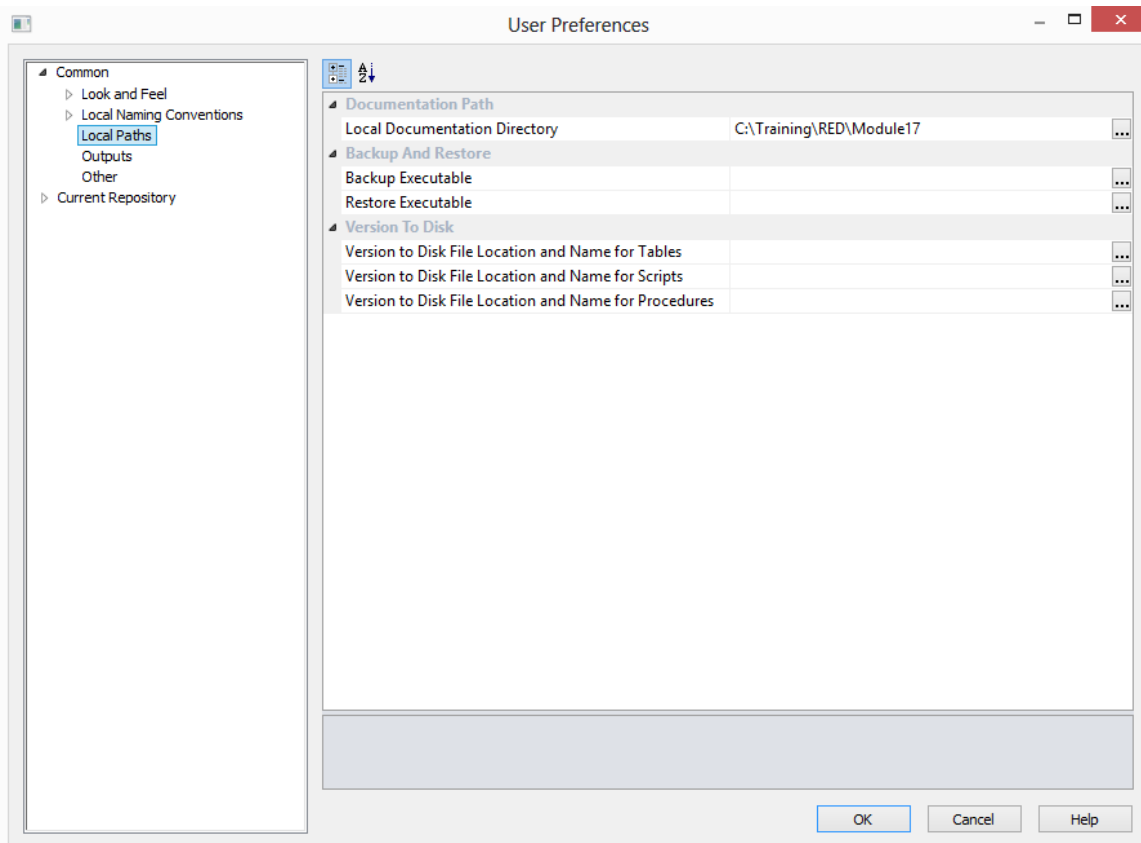 User Preferences
Common
Look and Feel
Local Naming Conventions
Local Paths
Outputs
Other
Current Repository
Documentation Path
Local Documentation Directory C:\Training\RED\Module17 ...
Backup And Restore
Backup Executable ...
Restore Executable ...
Version To Disk
Version to Disk File Location and Name for Tables ...
Version to Disk File Location and Name for Scripts ...
Version to Disk File Location and Name for Procedures ...
OK Cancel Help